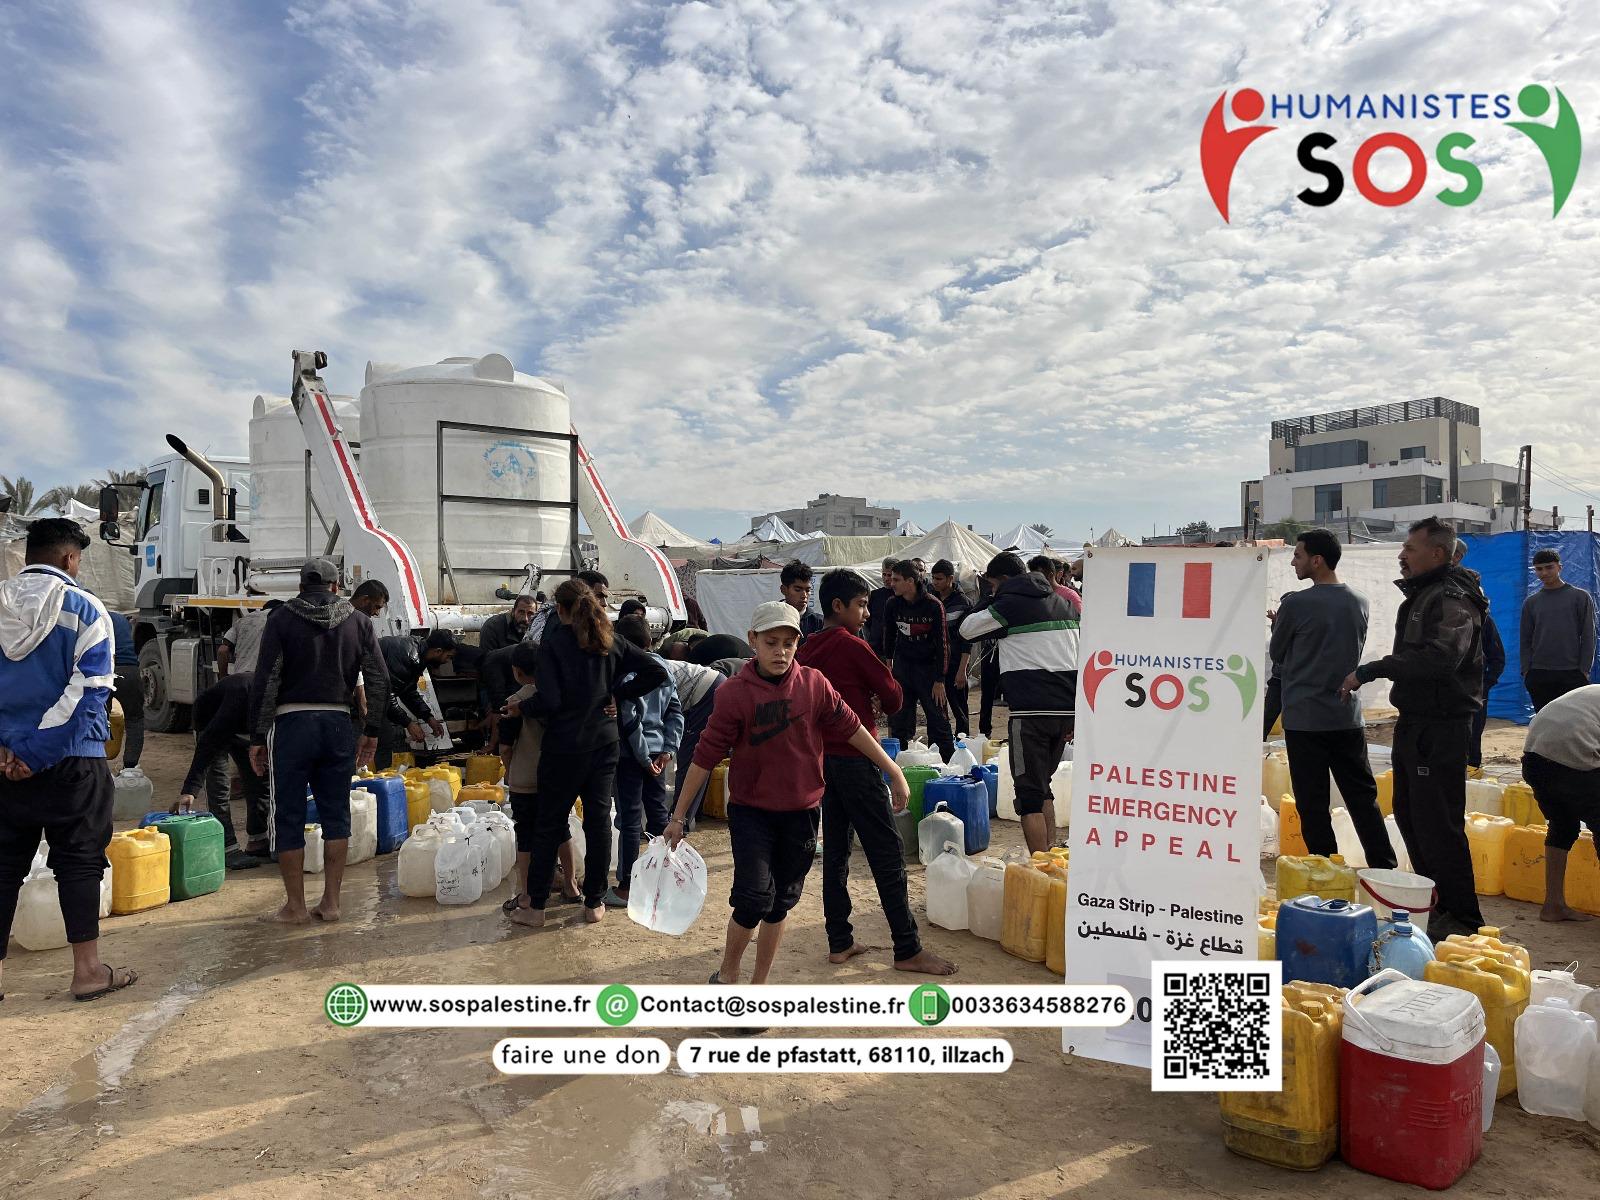 HUMANISTES
SOS
HUMANISTES
SOS
PALESTINE
EMERGENCY
APPEAL
Gaza Strip - Palestine
قطاع غزة - فلسطين
www.sospalestine.fr
Contact@sospalestine.fr
0033634588276
faire une don
7 rue de pfastatt, 68110, illzach